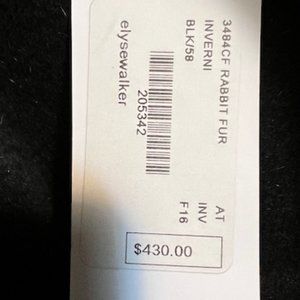 3484CF RABBIT FUR
INVERNI
BLK/58
205342
elysewalker
AT
INV
F16
$430.00